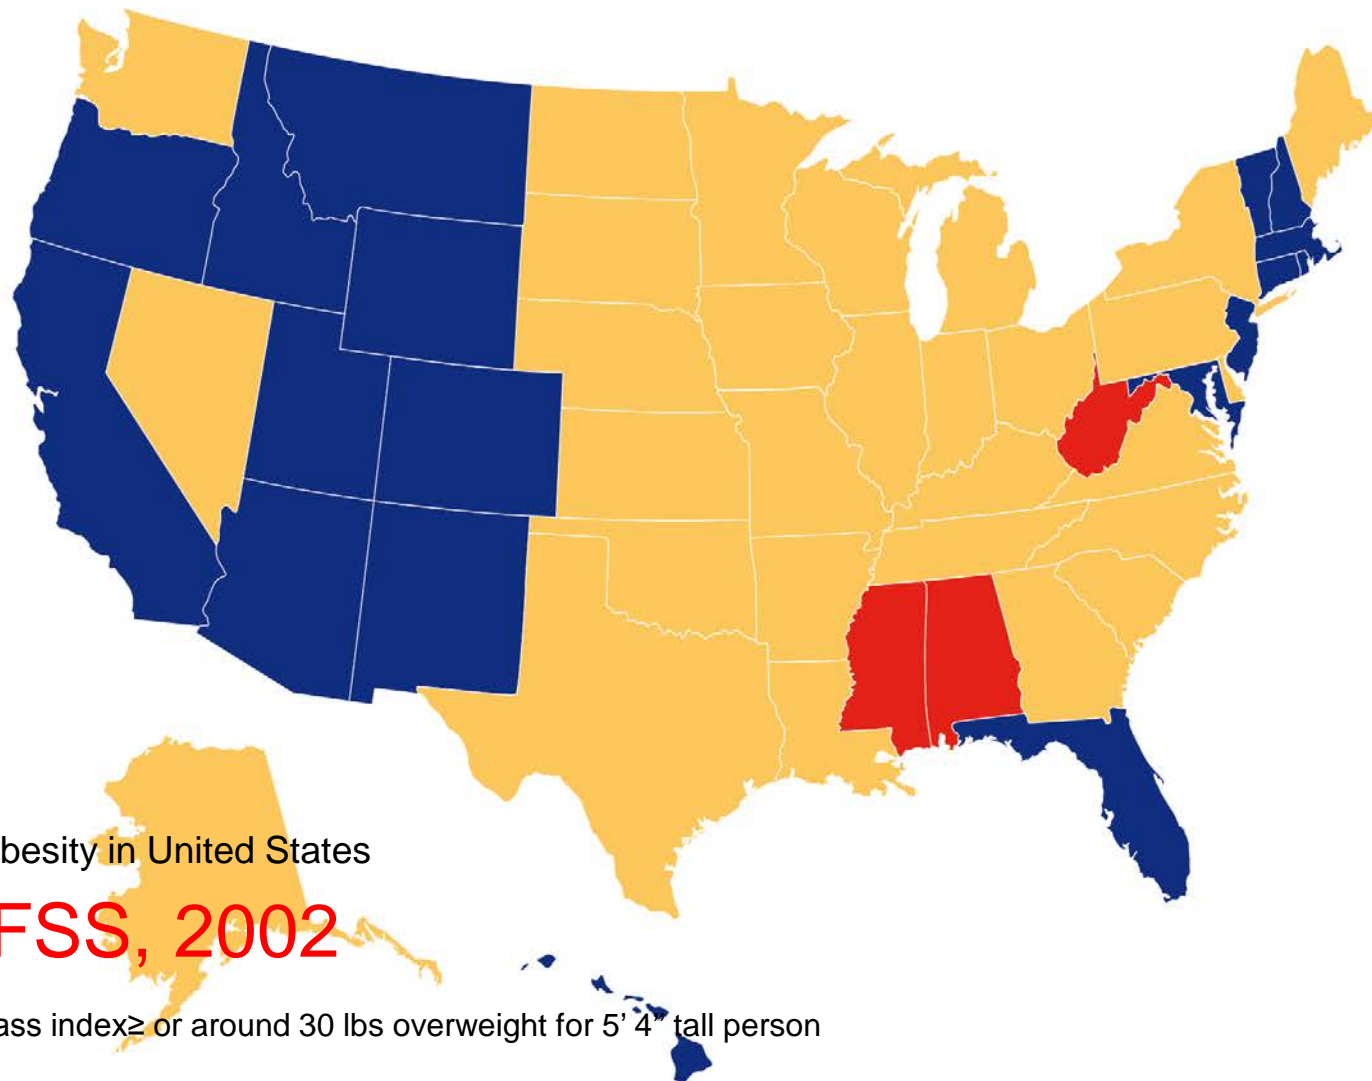 besity in United States
FSS, 2002
ass index≥ or around 30 lbs overweight for 5’ 4” tall person